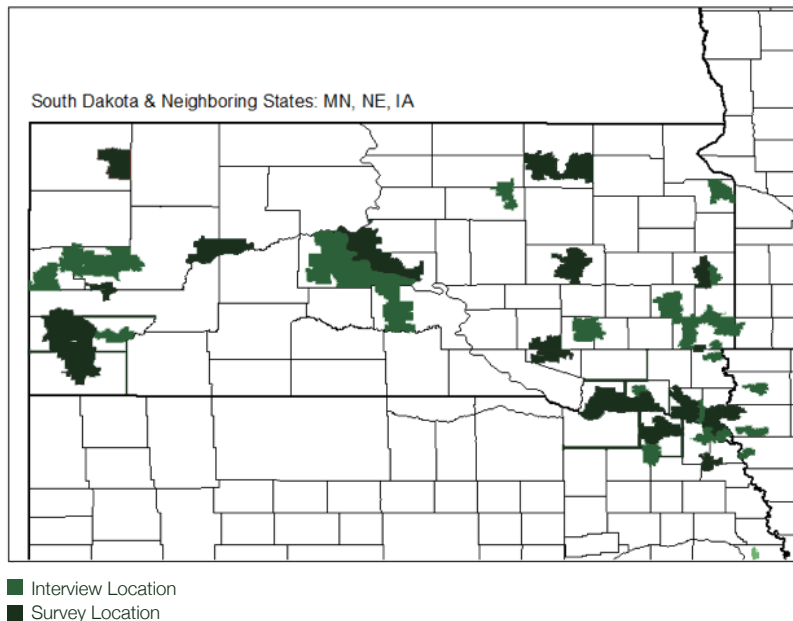 South Dakota & Neighboring States: MN, NE, IA
Interview Location
Survey Location